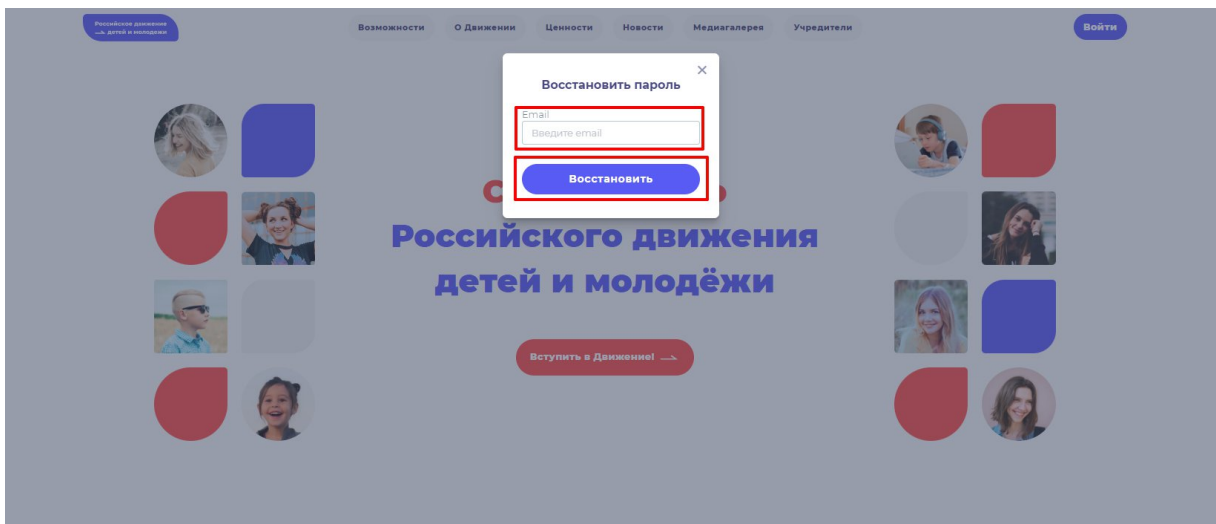 Российское движение
детей и молодежи
Возможности
О Движении
Ценности
Новости
Медиагалерея
Учредители
Войти
Восстановить пароль
Email
Введите email
Восстановить
Российского движения
детей и молодёжи
Вступить в Движение!